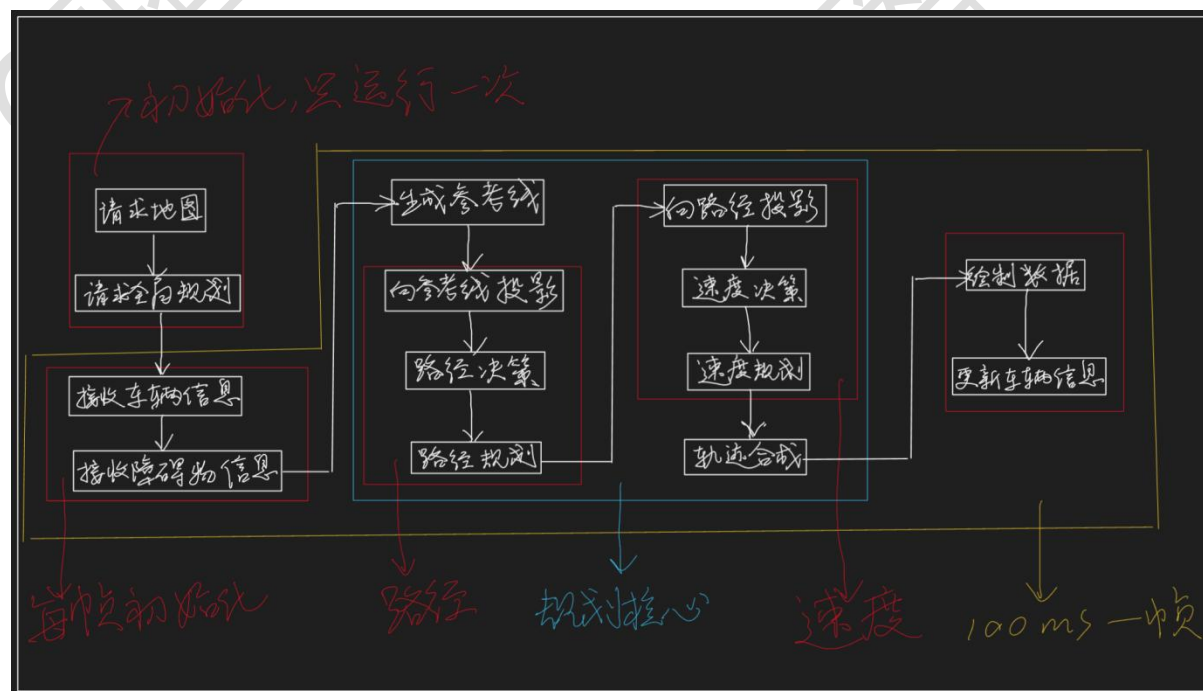 初始化,只运行一次
请求地图
请求全局规划
接收车辆信息
接收障碍物信息
生成参考线
向参考线投影
路径决策
路径规划
向路径投影
速度决策
速度规划
轨迹合成
绘制数据
更新车辆信息
每帧初始化
路径
规划核心
速度
100ms一帧